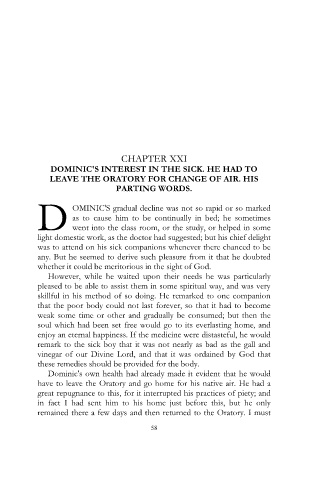 CHAPTER XXI
DOMINIC'S INTEREST IN THE SICK. HE HAD TO
LEAVE THE ORATORY FOR CHANGE OF AIR. HIS
PARTING WORDS.
DOMINIC'S gradual decline was not so rapid or so marked
as to cause him to be continually in bed; he sometimes
went into the class room, or the study, or helped in some
light domestic work, as the doctor had suggested; but his chief delight
was to attend on his sick companions whenever there chanced to be
any. But he seemed to derive such pleasure from it that he doubted
whether it could be meritorious in the sight of God.
However, while he waited upon their needs he was particularly
pleased to be able to assist them in some spiritual way, and was very
skillful in his method of so doing. He remarked to one companion
that the poor body could not last forever, so that it had to become
weak some time or other and gradually be consumed; but then the
soul which had been set free would go to its everlasting home, and
enjoy an eternal happiness. If the medicine were distasteful, he would
remark to the sick boy that it was not nearly as bad as the gall and
vinegar of our Divine Lord, and that it was ordained by God that
these remedies should be provided for the body.
Dominic's own health had already made it evident that he would
have to leave the Oratory and go home for his native air. He had a
great repugnance to this, for it interrupted his practices of piety; and
in fact I had sent him to his home just before this, but he only
remained there a few days and then returned to the Oratory. I must
58